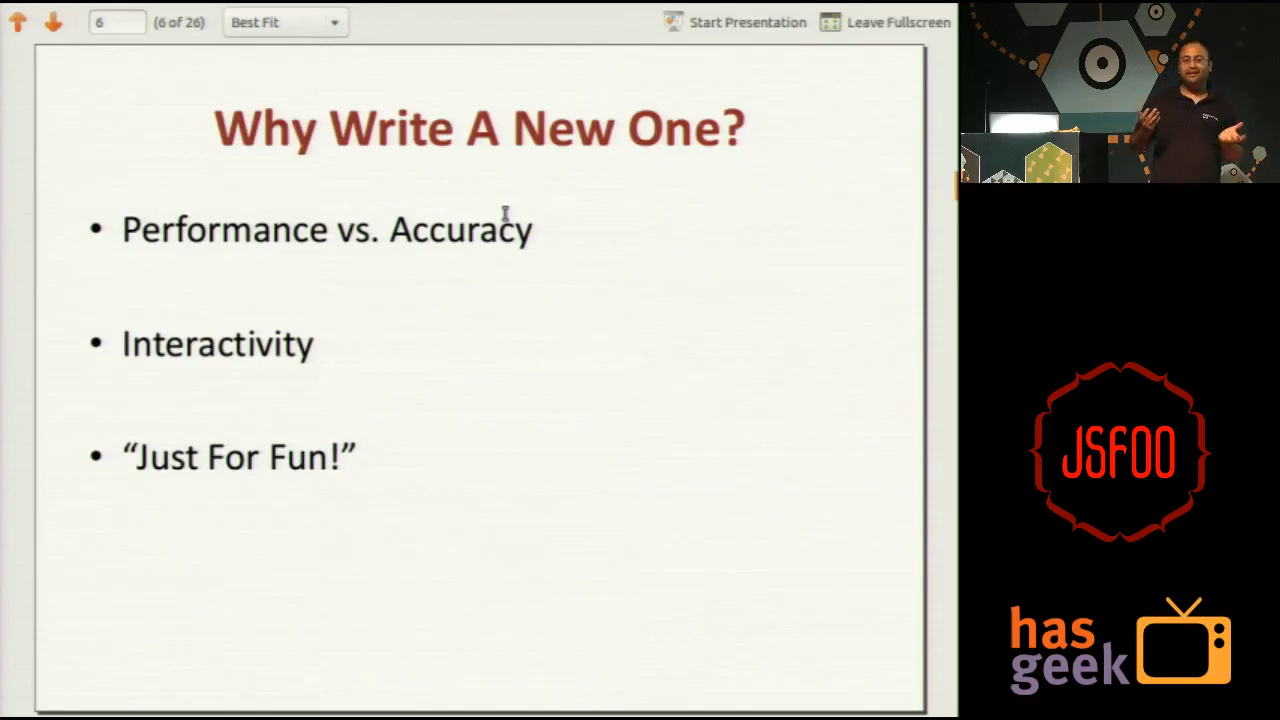 6
(6 of 26)
Best Fit
Start Presentation
Leave Fullscreen
Why Write A New One?
• Performance vs. Accuracy
• Interactivity
• “Just For Fun!”
JSFOO
has
geek